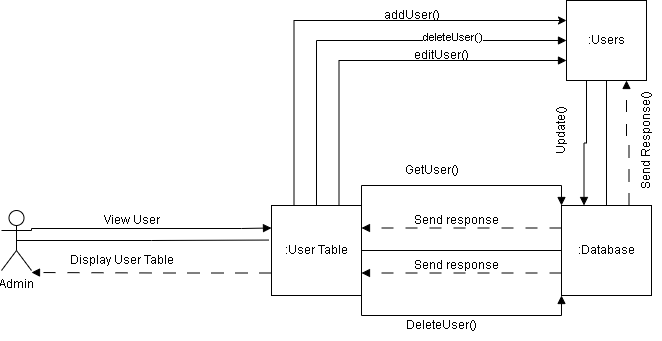 addUser()
deleteUser()
editUser()
:Users
Update()
Send Response()
GetUser()
View User
Send response
:User Table
:Database
Display User Table
Send response
Admin
DeleteUser()